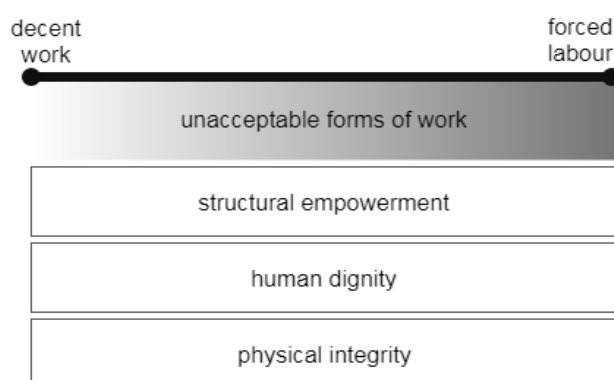 decent
work
forced
labour
unacceptable forms of work
structural empowerment
human dignity
physical integrity